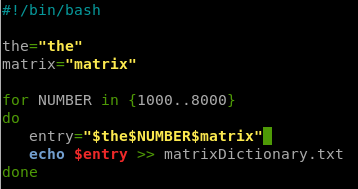 #!/bin/bash
the="the"
matrix="matrix"
for NUMBER in {1000..8000}
do
entry="$the$NUMBER$matrix"
echo $entry >> matrixDictionary.txt
done